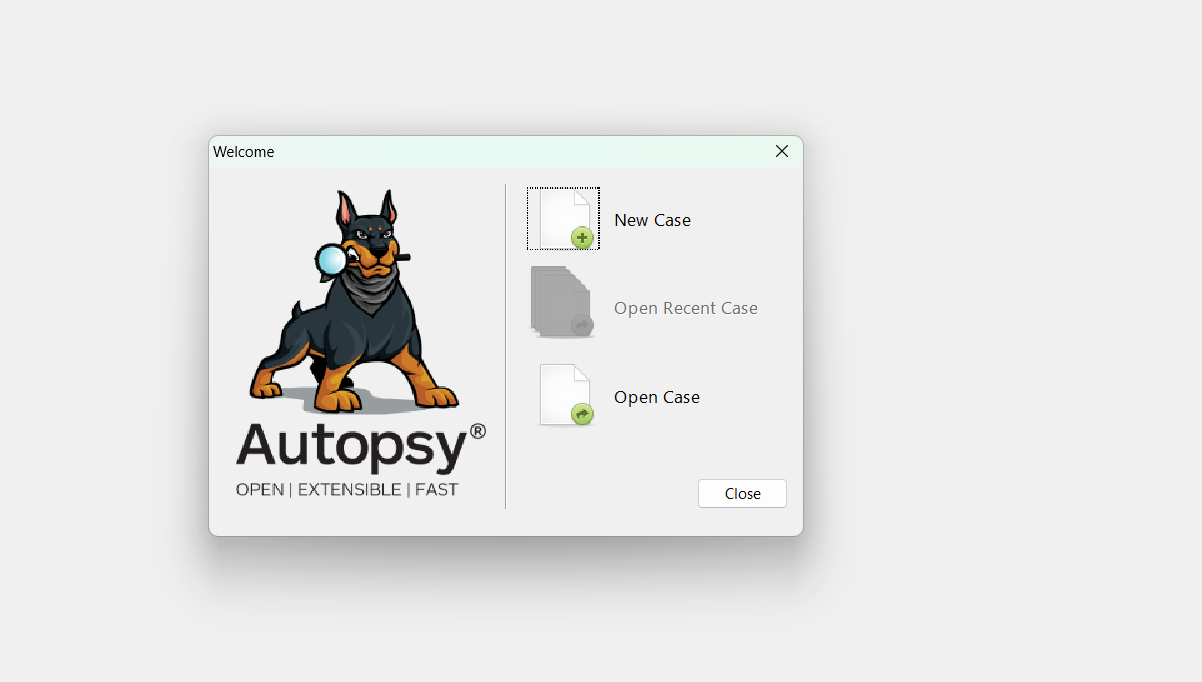 Welcome
New Case
Open Recent Case
Open Case
Autopsy®
OPEN | EXTENSIBLE | FAST
Close